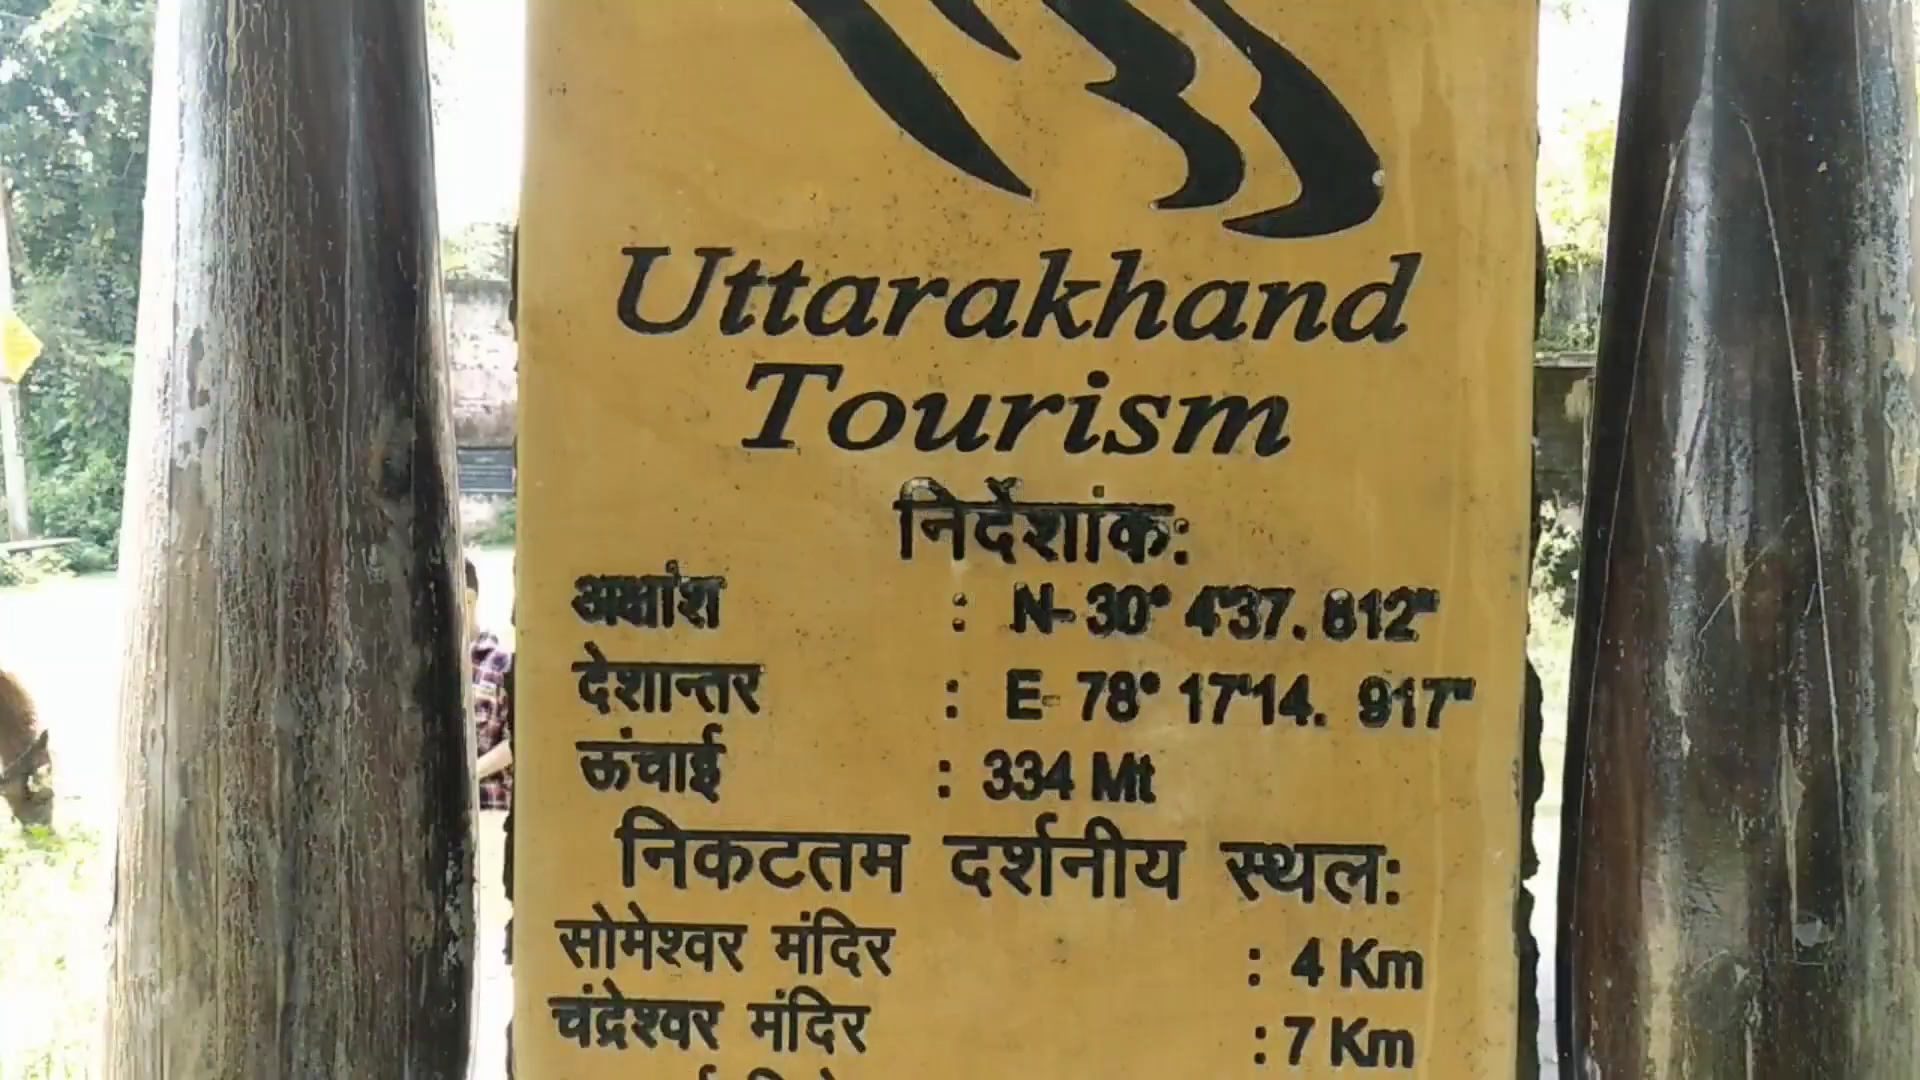 Uttarakhand
Tourism
निर्देशांक:
अक्षांश : N- 30° 4'37. 812"
देशान्तर : E- 78° 17'14. 917"
ऊंचाई : 334 Mt
निकटतम दर्शनीय स्थल:
सोमेश्वर मंदिर : 4 Km
चंद्रेश्वर मंदिर : 7 Km